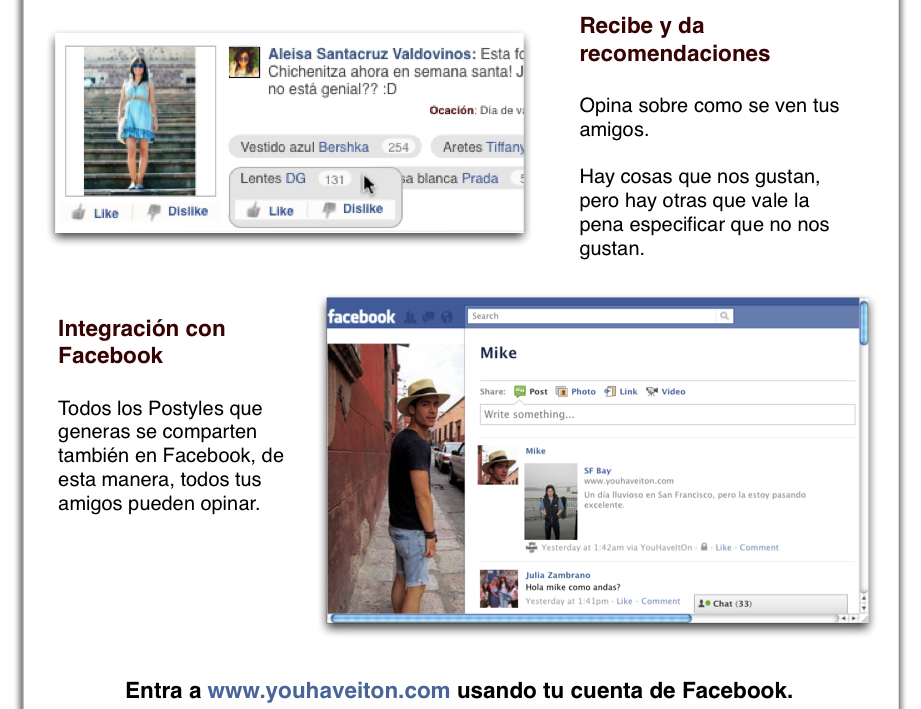 Recibe y da
recomendaciones
Opina sobre como se ven tus
amigos.
Hay cosas que nos gustan,
pero hay otras que vale la
pena especificar que no nos
gustan.
Aleisa Santacruz Valdovinos: Esta fo
Chichenitza ahora en semana santa! J
no está genial?? :D
Ocación: Dia de va
Vestido azul Bershka 254
Aretes Tiffany
Lentes DG 131
sa blanca Prada 5
Like Dislike
Like Dislike
Integración con
Facebook
Todos los Postyles que
generas se comparten
también en Facebook, de
esta manera, todos tus
amigos pueden opinar.
facebook
Search
Mike
Share: Post Photo Link Video
Write something...
Mike
SF Bay
www.youhaveiton.com
Un día lluvioso en San Francisco, pero la estoy pasando
excelente.
Yesterday at 1:42am via YouHaveItOn · Like · Comment
Julia Zambrano
Hola mike como andas?
Yesterday at 1:41pm · Like · Comment
Chat (33)
Entra a www.youhaveiton.com usando tu cuenta de Facebook.